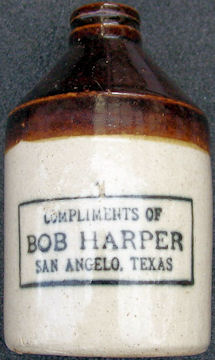 COMPLIMENTS OF
BOB HARPER
SAN ANGELO, TEXAS